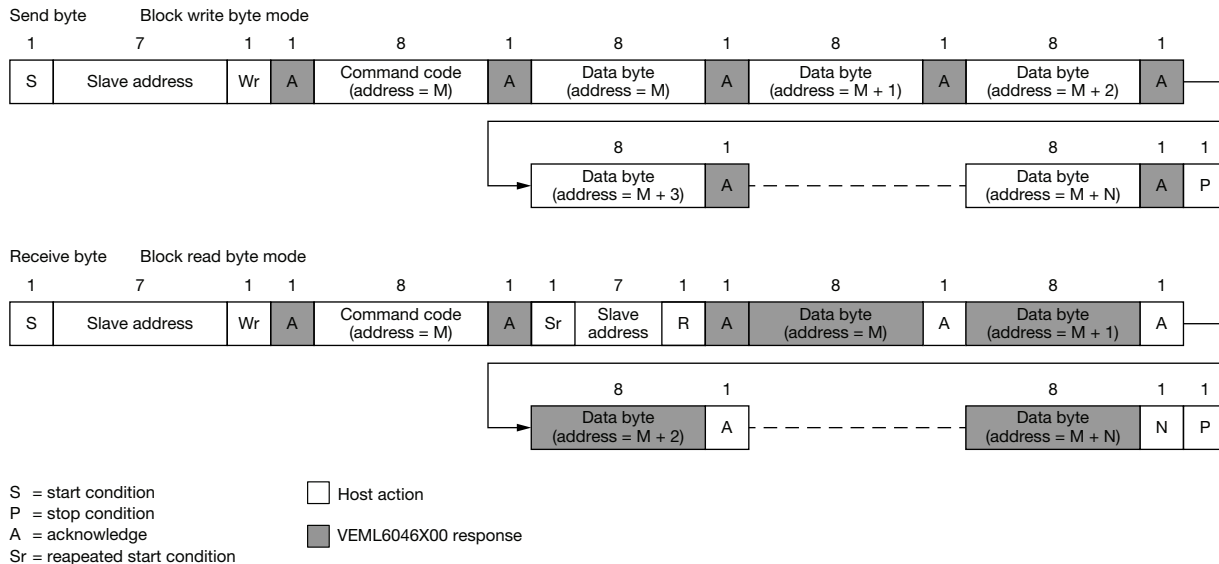 Send byte Block write byte mode
1 7 1 1 8 1 8 1 8 1 8 1
S Slave address Wr A Command code (address = M) A Data byte (address = M) A Data byte (address = M + 1) A Data byte (address = M + 2) A
8 1 8 1 1
Data byte (address = M + 3) A Data byte (address = M + N) A P
Receive byte Block read byte mode
1 7 1 1 8 1 1 7 1 1 8 1 8 1
S Slave address Wr A Command code (address = M) A Sr Slave address R A Data byte (address = M) A Data byte (address = M + 1) A
8 1 8 1 1
Data byte (address = M + 2) A Data byte (address = M + N) N P
S = start condition
P = stop condition
A = acknowledge
Sr = reapeated start condition
Host action
VEML6046X00 response